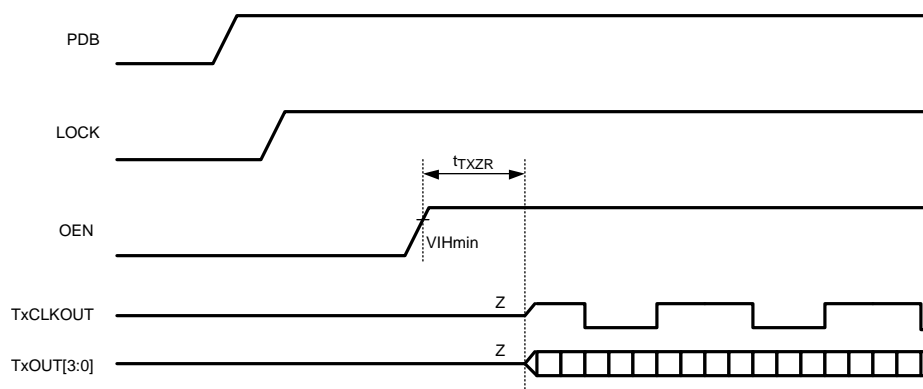 PDB
LOCK
tTXZR
OEN
VIHmin
TxCLKOUT
Z
TxOUT[3:0]
Z